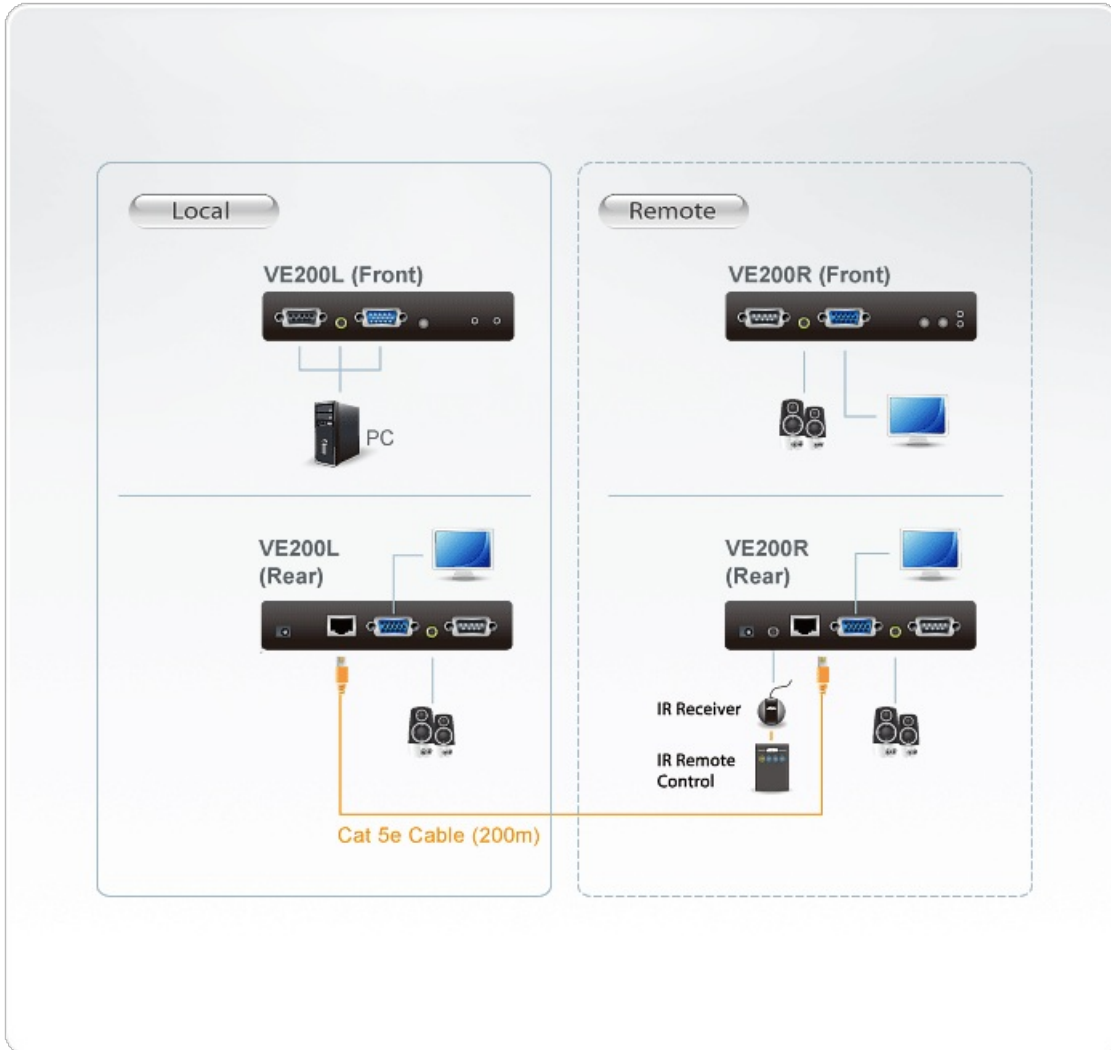 Local
VE200L (Front)
PC
VE200L
(Rear)
Cat 5e Cable (200m)
Remote
VE200R (Front)
VE200R
(Rear)
IR Receiver
IR Remote
Control